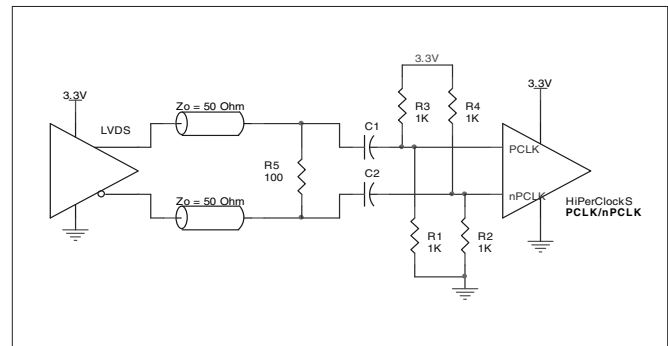 3.3V
LVDS
Zo = 50 Ohm
Zo = 50 Ohm
R5
100
C1
C2
3.3V
R3
1K
R4
1K
R1
1K
R2
1K
3.3V
PCLK
nPCLK
HiPerClockS
PCLK/nPCLK